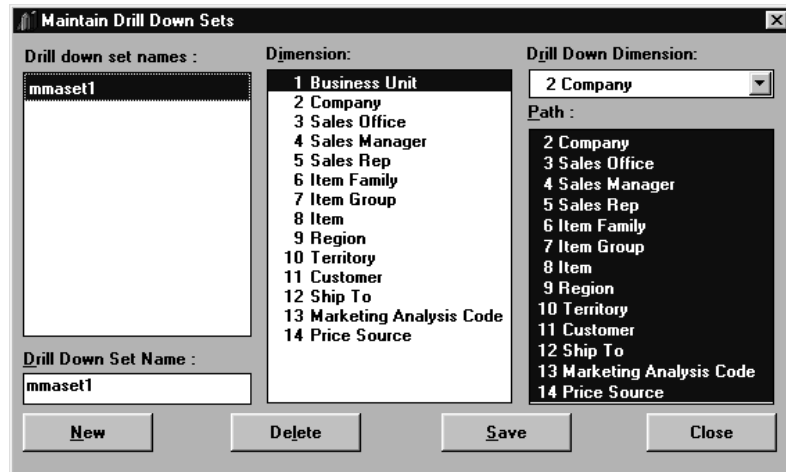 Maintain Drill Down Sets
Drill down set names :
mmaset1
Drill Down Set Name :
mmaset1
Dimension:
1 Business Unit
2 Company
3 Sales Office
4 Sales Manager
5 Sales Rep
6 Item Family
7 Item Group
8 Item
9 Region
10 Territory
11 Customer
12 Ship To
13 Marketing Analysis Code
14 Price Source
Drill Down Dimension:
2 Company
Path :
2 Company
3 Sales Office
4 Sales Manager
5 Sales Rep
6 Item Family
7 Item Group
8 Item
9 Region
10 Territory
11 Customer
12 Ship To
13 Marketing Analysis Code
14 Price Source
New
Delete
Save
Close